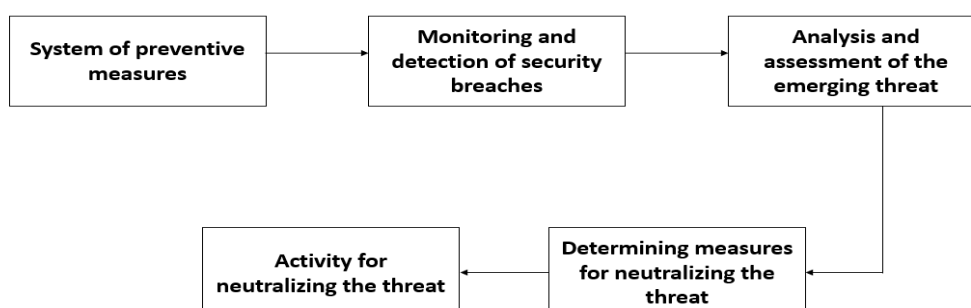 System of preventive
measures
Monitoring and
detection of security
breaches
Analysis and
assessment of the
emerging threat
Determining measures
for neutralizing the
threat
Activity for
neutralizing the threat